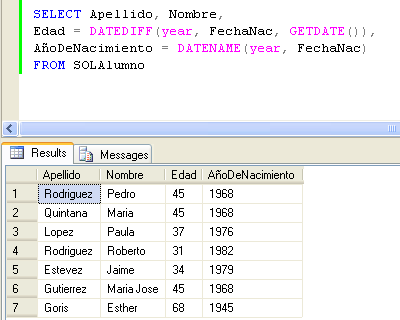 SELECT Apellido, Nombre,
Edad = DATEDIFF(year, FechaNac, GETDATE()),
AñoDeNacimiento = DATENAME(year, FechaNac)
FROM SOLAlumno
Results Messages
Apellido Nombre Edad AñoDeNacimiento
1 Rodriguez Pedro 45 1968
2 Quintana Maria 45 1968
3 Lopez Paula 37 1976
4 Rodriguez Roberto 31 1982
5 Estevez Jaime 34 1979
6 Gutierrez Maria Jose 45 1968
7 Goris Esther 68 1945